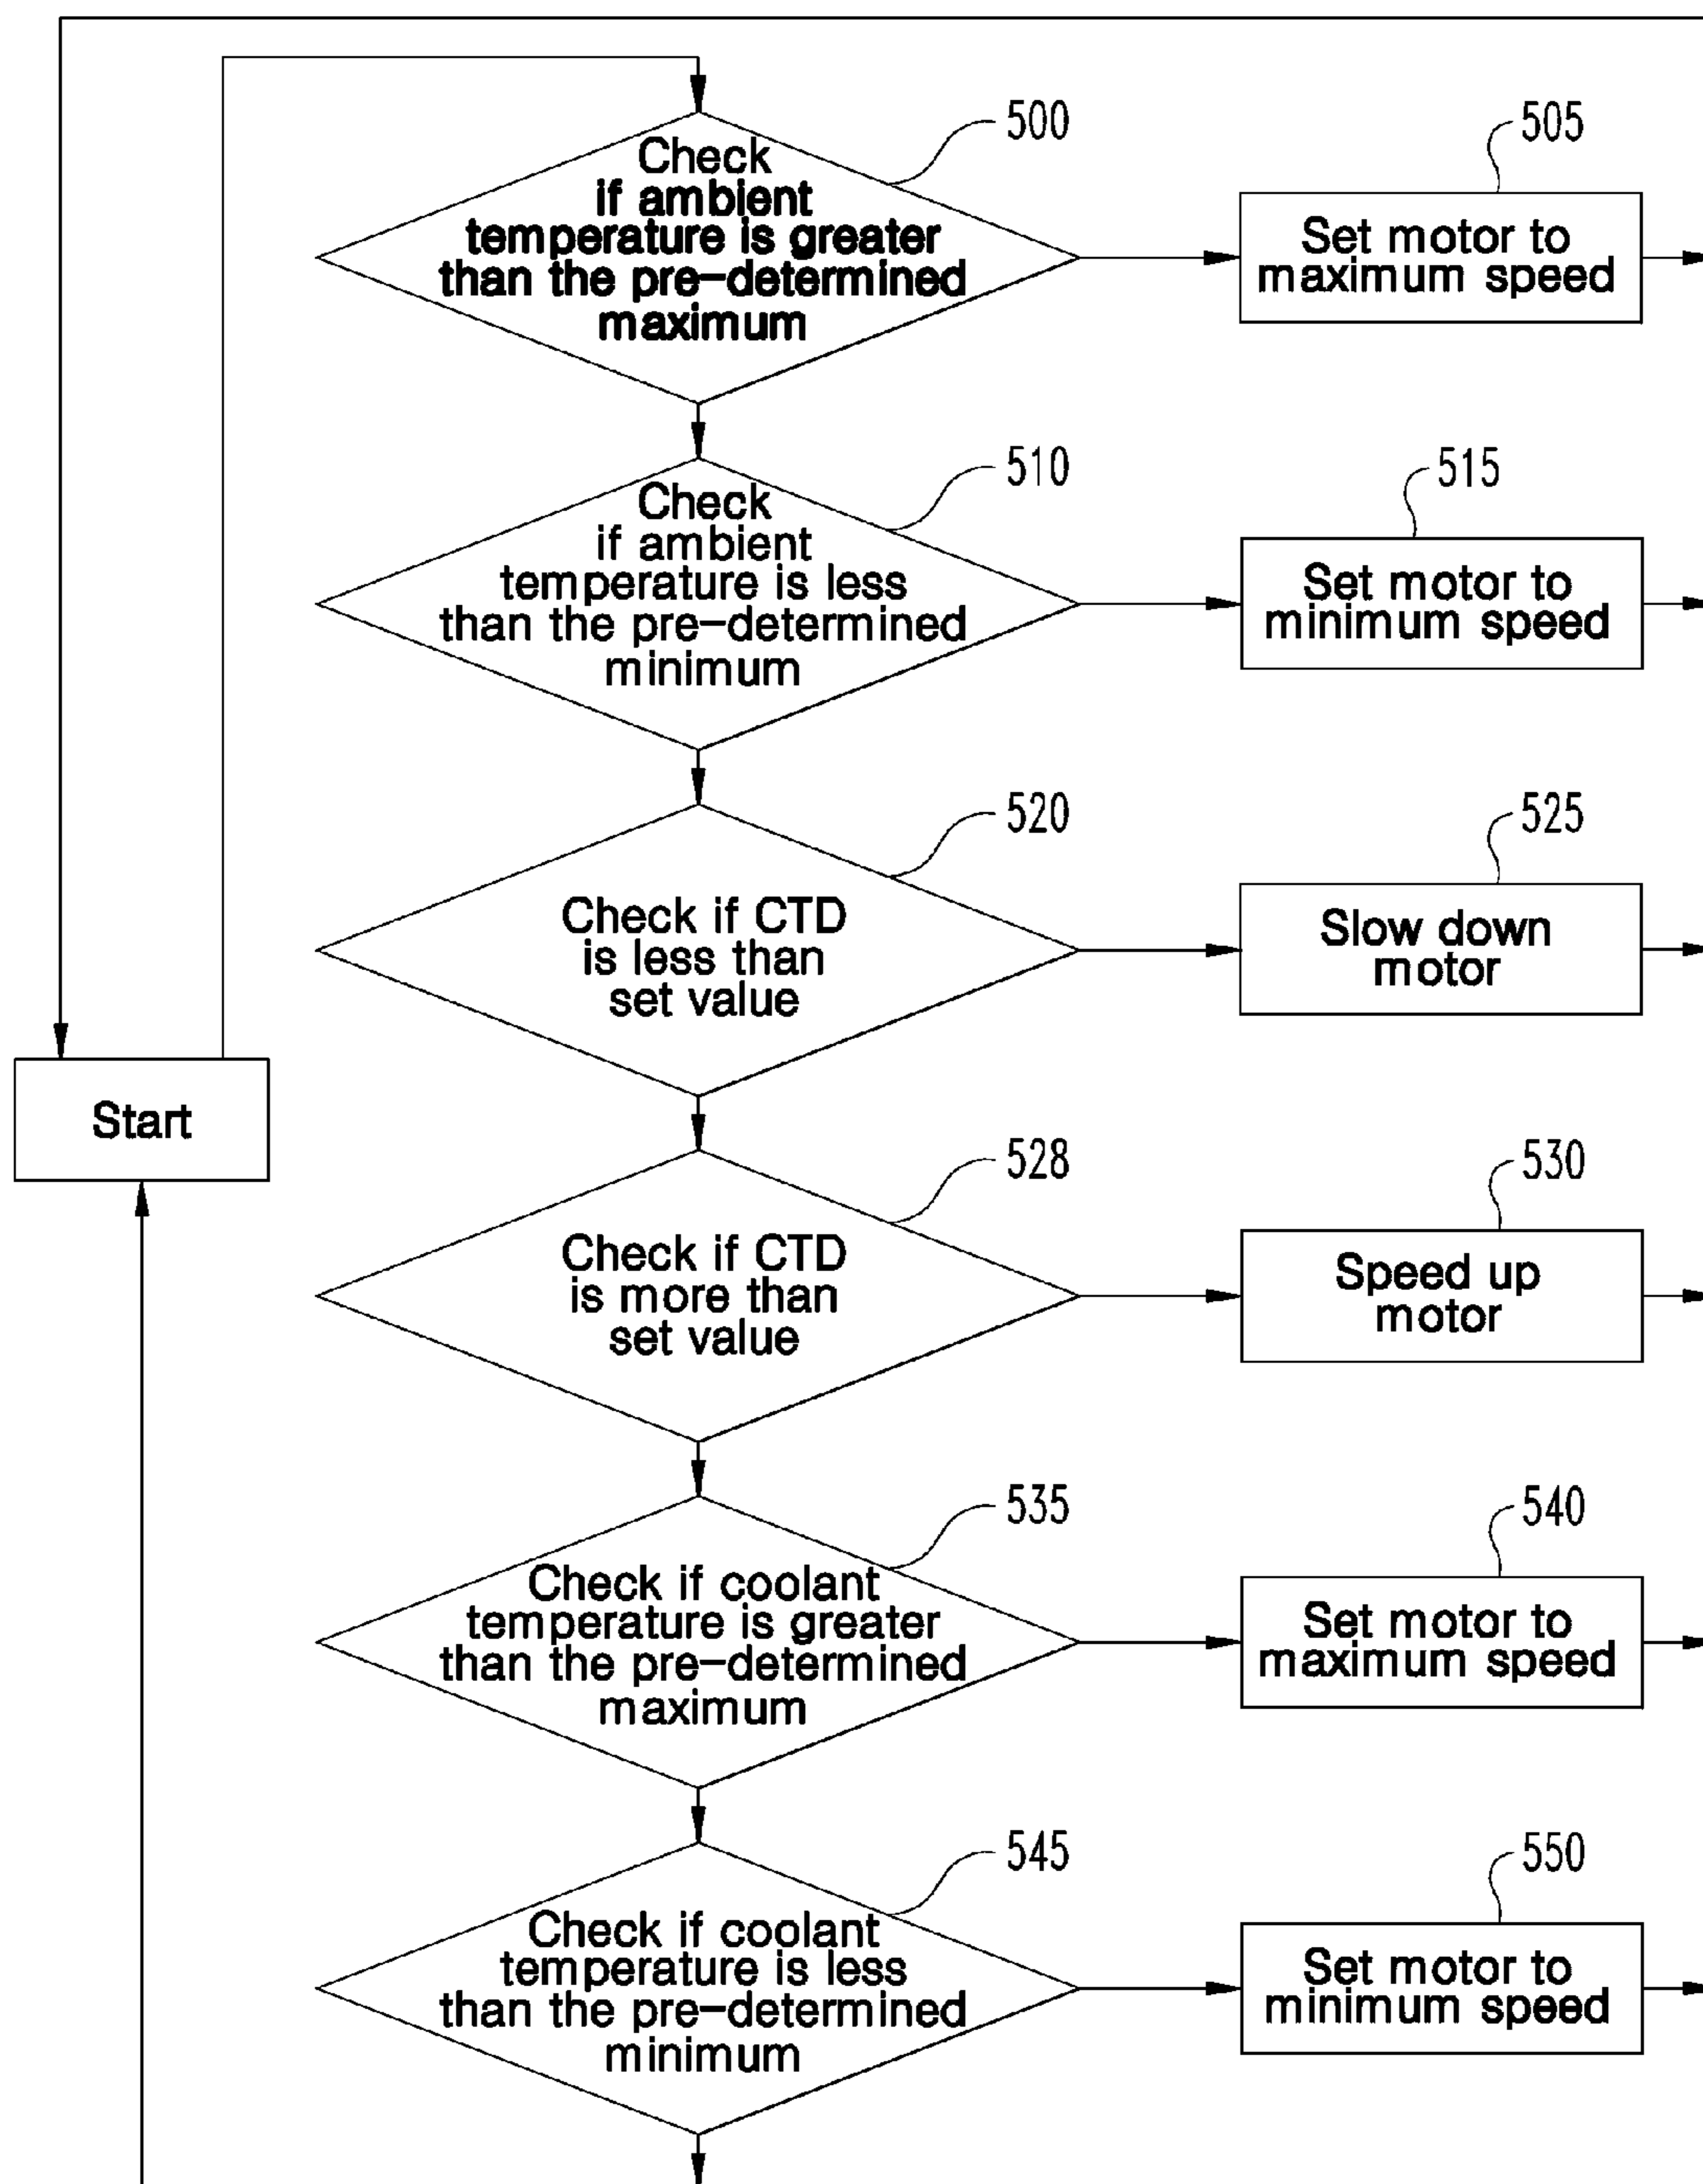 500
Check
if ambient
temperature is greater
than the pre-determined
maximum
505
Set motor to
maximum speed
510
Check
if ambient
temperature is less
than the pre-determined
minimum
515
Set motor to
minimum speed
520
Check if CTD
is less than
set value
525
Slow down
motor
Start
528
Check if CTD
is more than
set value
530
Speed up
motor
535
Check if coolant
temperature is greater
than the pre-determined
maximum
540
Set motor to
maximum speed
545
Check if coolant
temperature is less
than the pre-determined
minimum
550
Set motor to
minimum speed